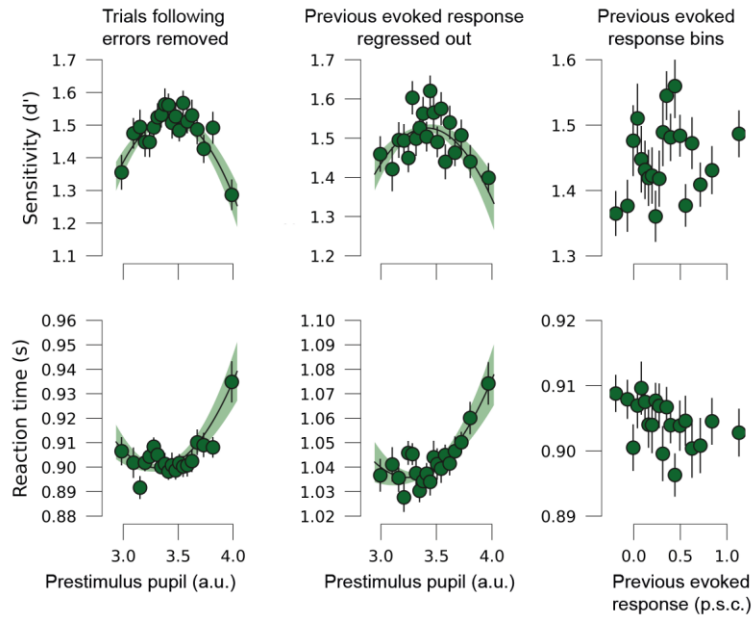 Trials following
errors removed
Previous evoked response
regressed out
Previous evoked
response bins
Sensitivity (d')
1.7
1.6
1.5
1.4
1.3
1.2
1.1
1.7
1.6
1.5
1.4
1.3
1.2
1.6
1.5
1.4
1.3
Reaction time (s)
0.96
0.95
0.94
0.93
0.92
0.91
0.90
0.89
0.88
1.10
1.09
1.08
1.07
1.06
1.05
1.04
1.03
1.02
0.92
0.91
0.90
0.89
3.0 3.5 4.0
3.0 3.5 4.0
0.0 0.5 1.0
Prestimulus pupil (a.u.)
Prestimulus pupil (a.u.)
Previous evoked
response (p.s.c.)